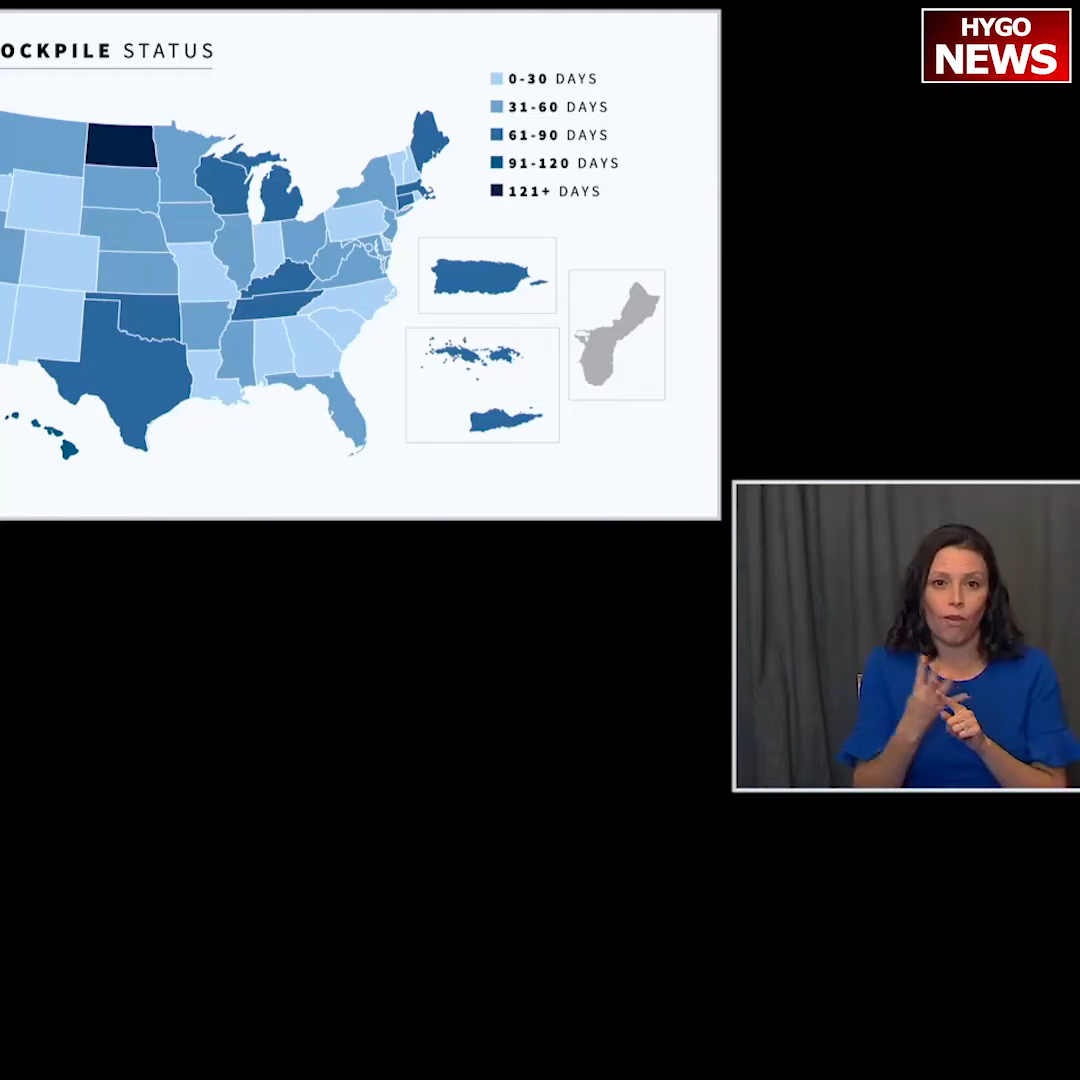 OCKPILE STATUS
0-30 DAYS
31-60 DAYS
61-90 DAYS
91-120 DAYS
121+ DAYS
HYGO
NEWS